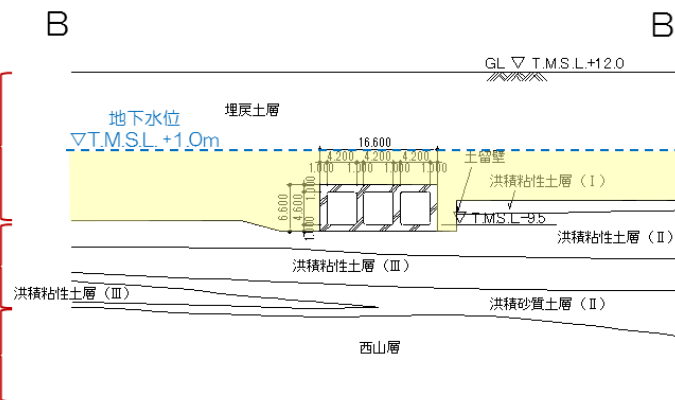 B
B
GL ▽ T.M.S.L.+12.0
埋戻土層
地下水位
▽T.M.S.L. +1.0m
16.600
4.200 4.200 4.200
1.000 1.000 1.000 1.000
土留壁
洪積粘性土層（Ⅰ）
1.000
6.600
4.600
1.000
▽ T.M.S.L-9.5
洪積粘性土層（Ⅱ）
洪積粘性土層（Ⅲ）
洪積粘性土層（Ⅲ）
洪積砂質土層（Ⅱ）
西山層